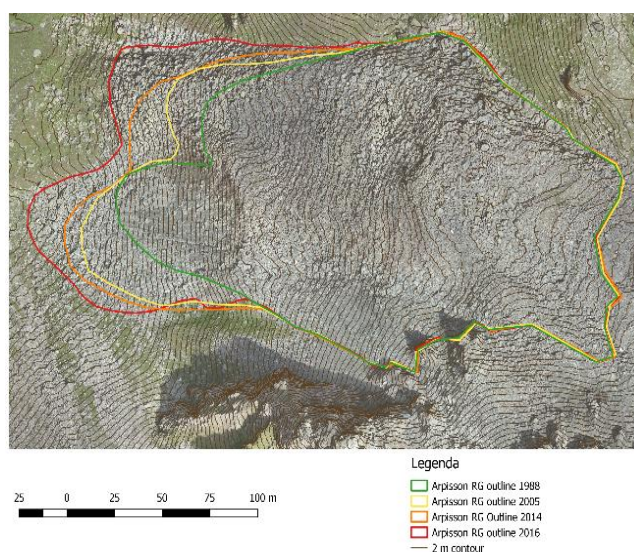 25 0 25 50 75 100 m
Legenda
Arpisson RG outline 1988
Arpisson RG outline 2005
Arpisson RG Outline 2014
Arpisson RG outline 2016
2 m contour